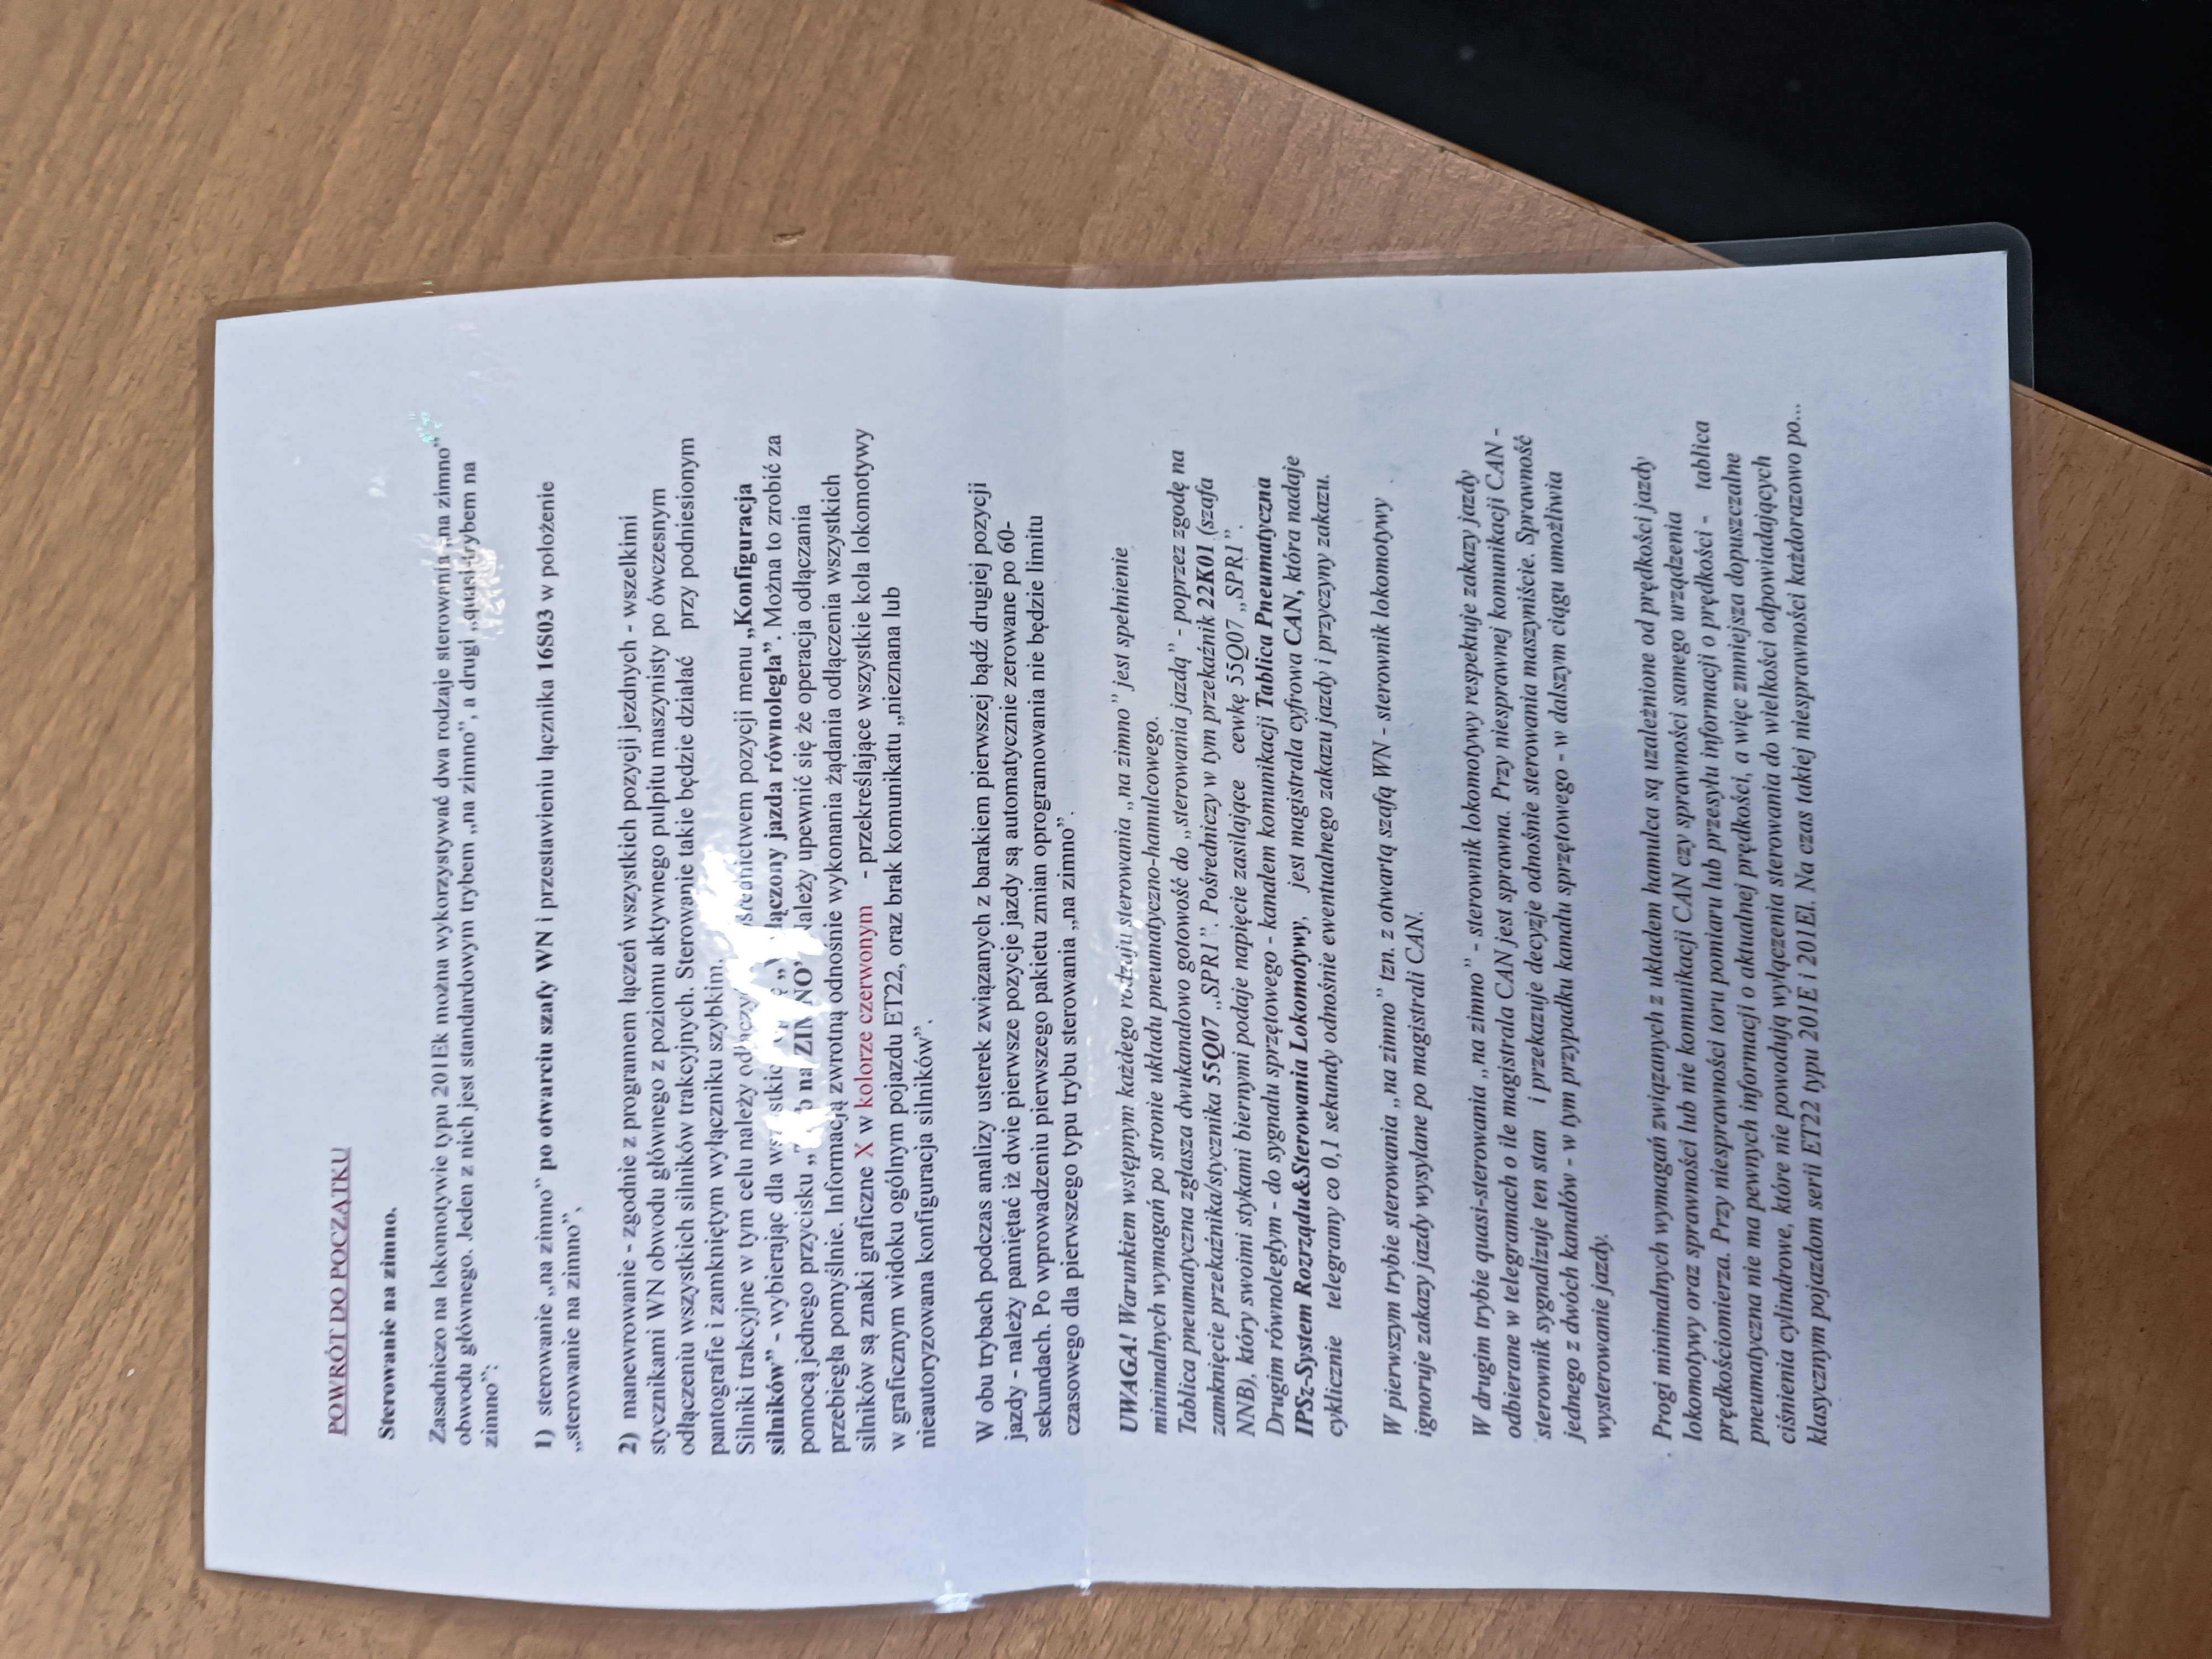 POWRÓT DO POCZĄTKU
Sterowanie na zimno.
Zasadniczo na lokomotywie typu 201Ek można wykorzystywać dwa rodzaje sterownia „na zimno”
obwodu głównego. Jeden z nich jest standardowym trybem „na zimno”, a drugi „quasi-trybem na
zimno”:
1) sterowanie „na zimno” po otwarciu szafy WN i przestawieniu łącznika 16S03 w położenie
„sterowanie na zimno”,
2) manewrowanie - zgodnie z programem łączeń wszystkich pozycji jezdnych - wszelkimi
stycznikami WN obwodu głównego z poziomu aktywnego pulpitu maszynisty po ówczesnym
odłączeniu wszystkich silników trakcyjnych. Sterowanie takie będzie działać przy podniesionym
pantografie i zamkniętym wyłączniku szybkim.
Silniki trakcyjne w tym celu należy pozycji menu „Konfiguracja
silników” - wybierając dla jazda równoległa”. Można to zrobić za
pomocą jednego przycisku na ZIMNO” należy upewnić się że operacja odłączania
przebiegła pomyślnie. Informacją zwrotną odnośnie wykonania żądania odłączenia wszystkich
silników są znaki graficzne X w kolorze czerwonym - przekreślające wszystkie koła lokomotywy
w graficznym widoku ogólnym pojazdu ET22, oraz brak komunikatu „nieznana lub
nieautoryzowana konfiguracja silników”.
W obu trybach podczas analizy usterek związanych z barakiem pierwszej bądź drugiej pozycji
jazdy - należy pamiętać iż dwie pierwsze pozycje jazdy są automatycznie zerowane po 60-
sekundach. Po wprowadzeniu pierwszego pakietu zmian oprogramowania nie będzie limitu
czasowego dla pierwszego typu trybu sterowania „na zimno”.
UWAGA! Warunkiem wstępnym każdego rodzaju sterowania „na zimno” jest spełnienie
minimalnych wymagań po stronie układu pneumatyczno-hamulcowego.
Tablica pneumatyczna zgłasza dwukanałowo gotowość do „sterowania jazdą” - poprzez zgodę na
zamknięcie przekaźnika/stycznika 55Q07 „SPR1”. Pośredniczy w tym przekaźnik 22K01 (szafa
NNB), który swoimi stykami biernymi podaje napięcie zasilające cewkę 55Q07 „SPR1”.
Drugim równoległym - do sygnału sprzętowego - kanałem komunikacji Tablica Pneumatyczna
IPSz-System Rozrządu&Sterowania Lokomotywy, jest magistrala cyfrowa CAN, która nadaje
cyklicznie telegramy co 0,1 sekundy odnośnie ewentualnego zakazu jazdy i przyczyny zakazu.
W pierwszym trybie sterowania „na zimno” tzn. z otwartą szafą WN - sterownik lokomotywy
ignoruje zakazy jazdy wysyłane po magistrali CAN.
W drugim trybie quasi-sterowania „na zimno” - sterownik lokomotywy respektuje zakazy jazdy
odbierane w telegramach o ile magistrala CAN jest sprawna. Przy niesprawnej komunikacji CAN -
sterownik sygnalizuje ten stan i przekazuje decyzję odnośnie sterowania maszyniście. Sprawność
jednego z dwóch kanałów - w tym przypadku kanału sprzętowego - w dalszym ciągu umożliwia
wysterowanie jazdy.
Progi minimalnych wymagań związanych z układem hamulca są uzależnione od prędkości jazdy
lokomotywy oraz sprawności lub nie komunikacji CAN czy sprawności samego urządzenia
prędkościomierza. Przy niesprawności toru pomiaru lub przesyłu informacji o prędkości - tablica
pneumatyczna nie ma pewnych informacji o aktualnej prędkości, a więc zmniejsza dopuszczalne
ciśnienia cylindrowe, które nie powodują wyłączenia sterowania do wielkości odpowiadających
klasycznym pojazdom serii ET22 typu 201E i 201El. Na czas takiej niesprawności każdorazowo po...